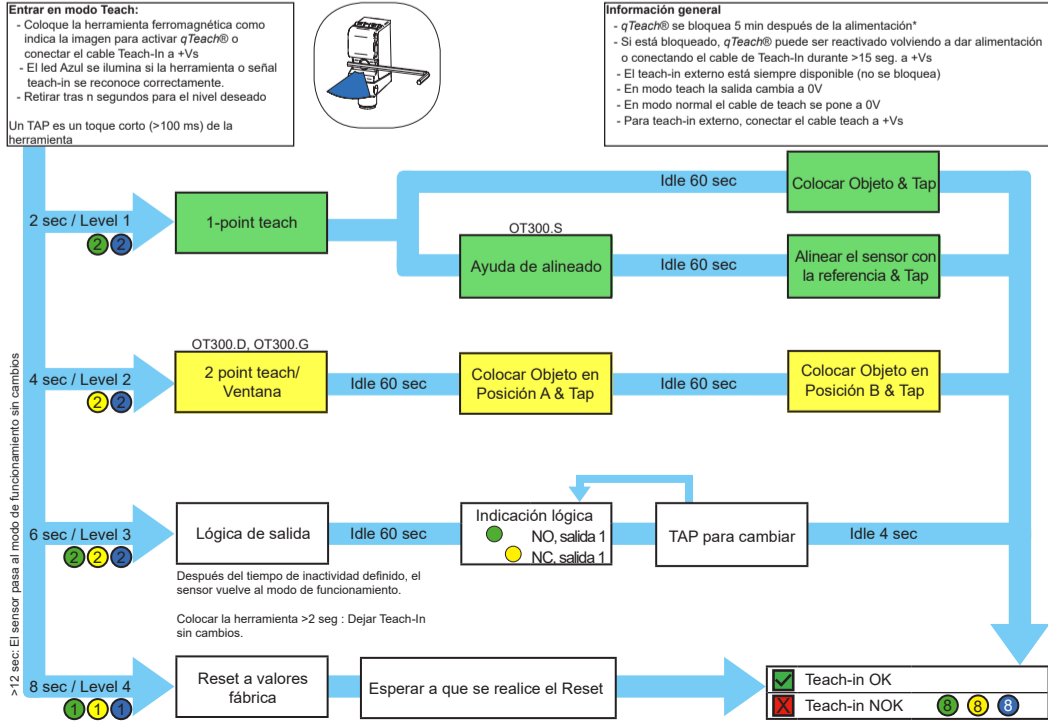 Entrar en modo Teach:
- Coloque la herramienta ferromagnética como
indica la imagen para activar qTeach® o
conectar el cable Teach-In a +Vs
- El led Azul se ilumina si la herramienta o señal
teach-in se reconoce correctamente.
- Retirar tras n segundos para el nivel deseado
Un TAP es un toque corto (>100 ms) de la
herramienta
Información general
- qTeach® se bloquea 5 min después de la alimentación*
- Si está bloqueado, qTeach® puede ser reactivado volviendo a dar alimentación
o conectando el cable de Teach-In durante >15 seg. a +Vs
- El teach-in externo está siempre disponible (no se bloquea)
- En modo teach la salida cambia a 0V
- En modo normal el cable de teach se pone a 0V
- Para teach-in externo, conectar el cable teach a +Vs
2 sec / Level 1
2 2
1-point teach
Idle 60 sec
Colocar Objeto & Tap
OT300.S
Ayuda de alineado
Idle 60 sec
Alinear el sensor con
la referencia & Tap
4 sec / Level 2
2 2
OT300.D, OT300.G
2 point teach/
Ventana
Idle 60 sec
Colocar Objeto en
Posición A & Tap
Idle 60 sec
Colocar Objeto en
Posición B & Tap
6 sec / Level 3
2 2 2
Lógica de salida
Idle 60 sec
Indicación lógica
NO, salida 1
NC, salida 1
TAP para cambiar
Idle 4 sec
Después del tiempo de inactividad definido, el
sensor vuelve al modo de funcionamiento.
Colocar la herramienta >2 seg : Dejar Teach-In
sin cambios.
>12 sec: El sensor pasa al modo de funcionamiento sin cambios
8 sec / Level 4
1 1 1
Reset a valores
fábrica
Esperar a que se realice el Reset
Teach-in OK
X Teach-in NOK 8 8 8